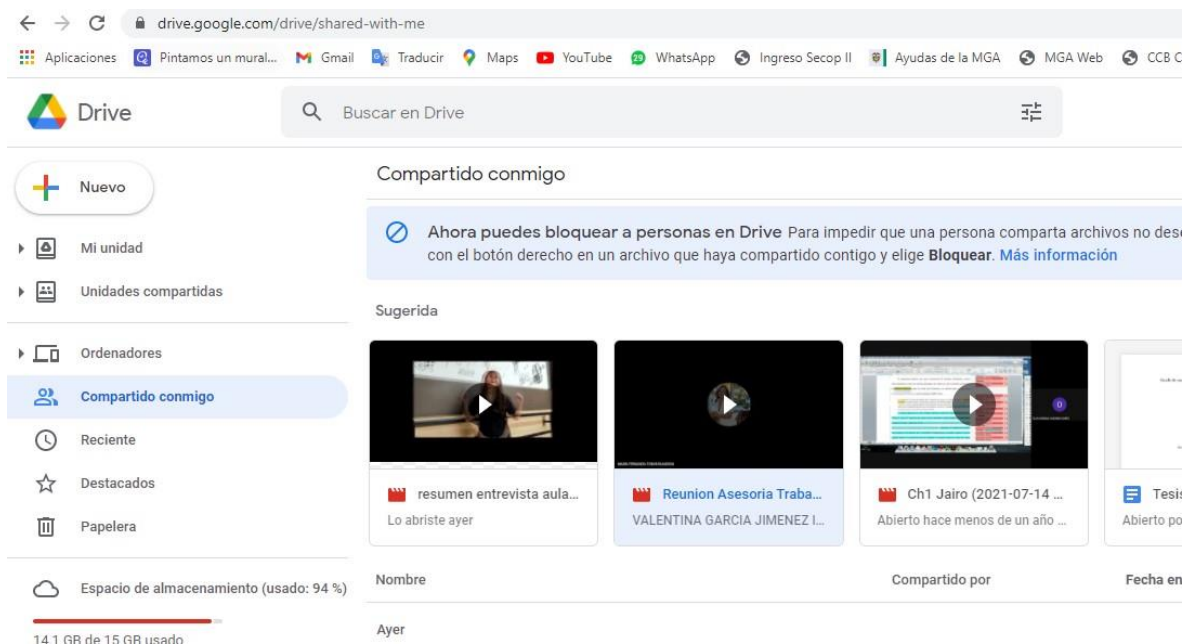 drive.google.com/drive/shared-with-me
Aplicaciones Pintamos un mural... Gmail Traducir Maps YouTube 29 WhatsApp Ingreso Secop II Ayudas de la MGA MGA Web CCB C
Drive
Buscar en Drive
Nuevo
Mi unidad
Unidades compartidas
Ordenadores
Compartido conmigo
Reciente
Destacados
Papelera
Espacio de almacenamiento (usado: 94 %)
14,1 GB de 15 GB usado
Compartido conmigo
Ahora puedes bloquear a personas en Drive Para impedir que una persona comparta archivos no des
con el botón derecho en un archivo que haya compartido contigo y elige Bloquear. Más información
Sugerida
resumen entrevista aula...
Lo abriste ayer
Reunion Asesoria Traba...
VALENTINA GARCIA JIMENEZ I...
Ch1 Jairo (2021-07-14 ...
Abierto hace menos de un año ...
Tesis
Abierto po
Nombre Compartido por Fecha en
Ayer